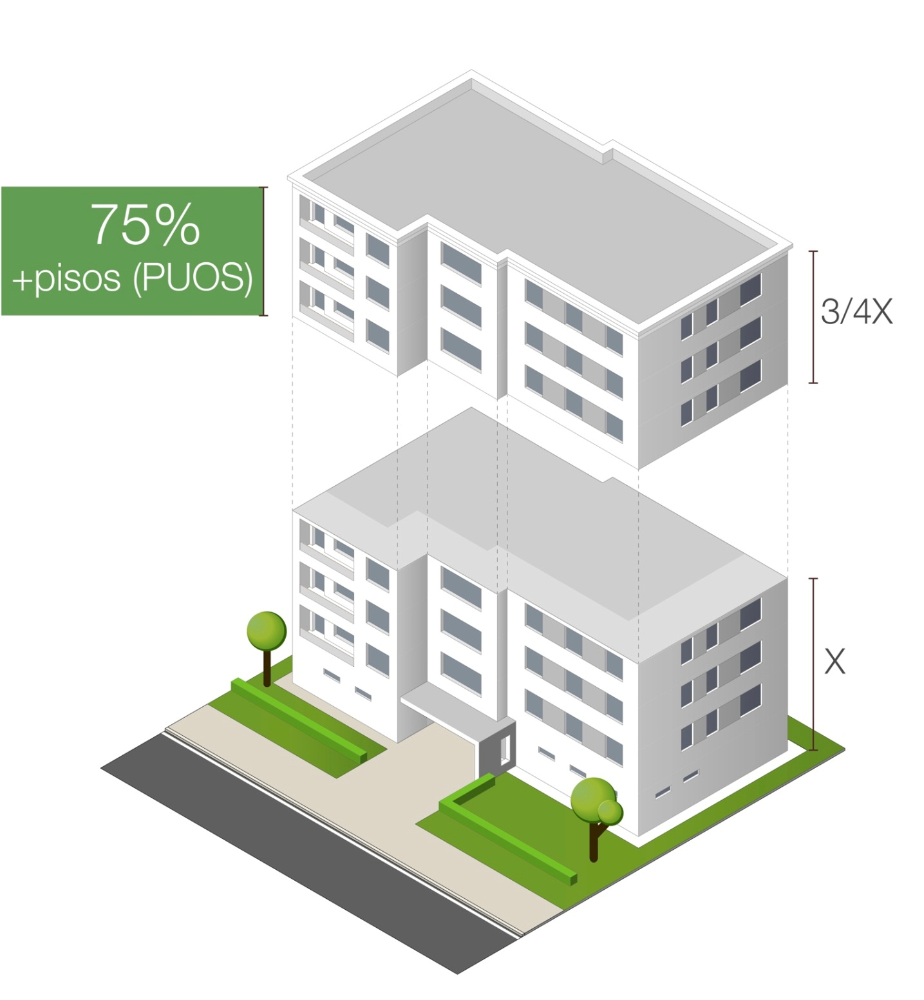 75%
+pisos (PUOS)
3/4X
X